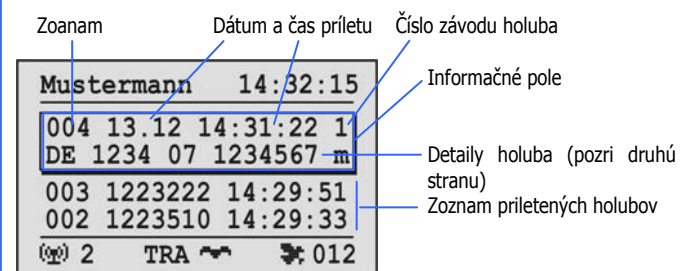 Zoanam
Dátum a čas príletu
Číslo závodu holuba
Informačné pole
Mustermann 14:32:15
004 13.12 14:31:22 1
DE 1234 07 1234567 m
Detaily holuba (pozri druhú
stranu)
Zoznam priletených holubov
003 1223222 14:29:51
002 1223510 14:29:33
2 TRA 012